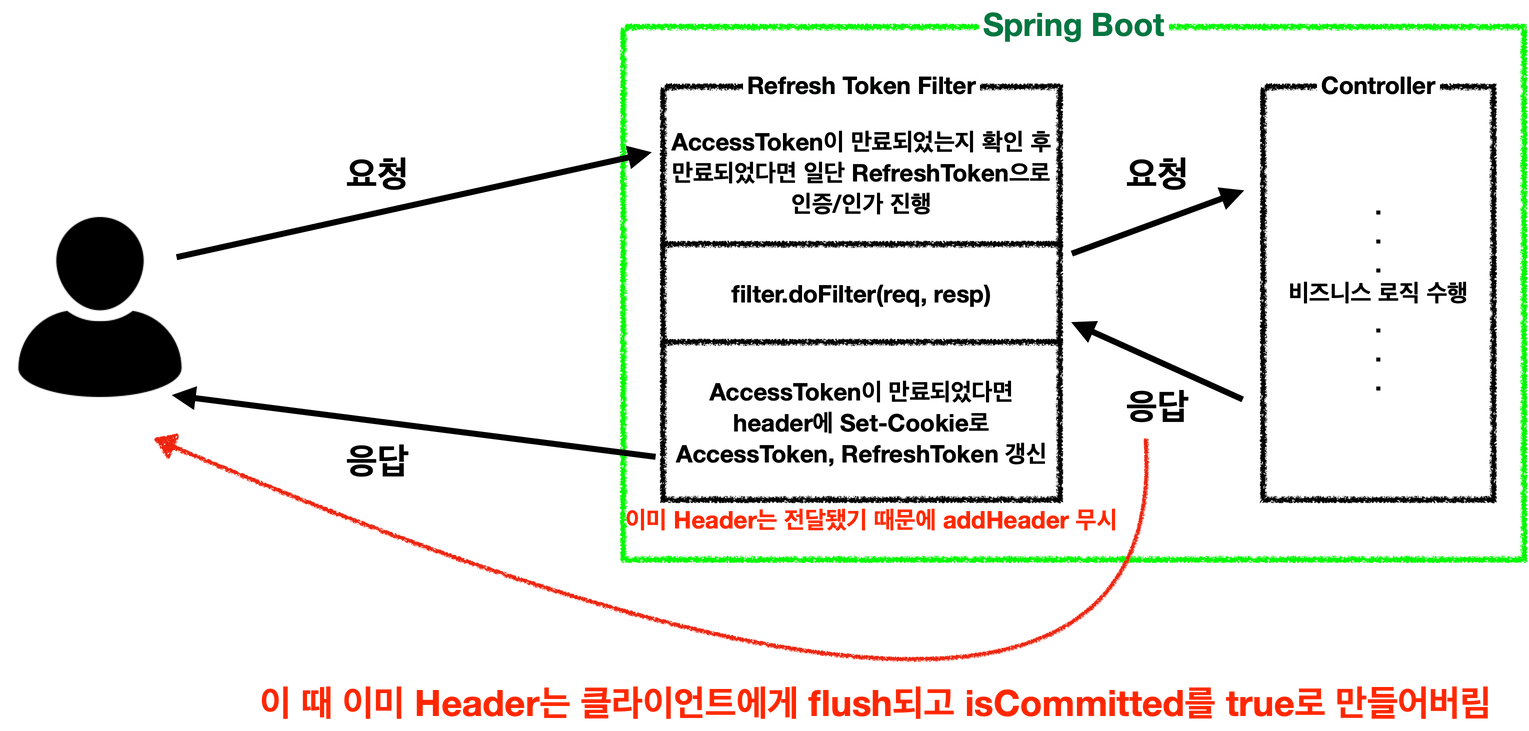 Spring Boot
Refresh Token Filter
Controller
AccessToken이 만료되었는지 확인 후
만료되었다면 일단 RefreshToken으로
인증/인가 진행
요청
요청
filter.doFilter(req, resp)
비즈니스 로직 수행
AccessToken이 만료되었다면
header에 Set-Cookie로
AccessToken, RefreshToken 갱신
응답
응답
이미 Header는 전달됐기 때문에 addHeader 무시
이 때 이미 Header는 클라이언트에게 flush되고 isCommitted를 true로 만들어버림